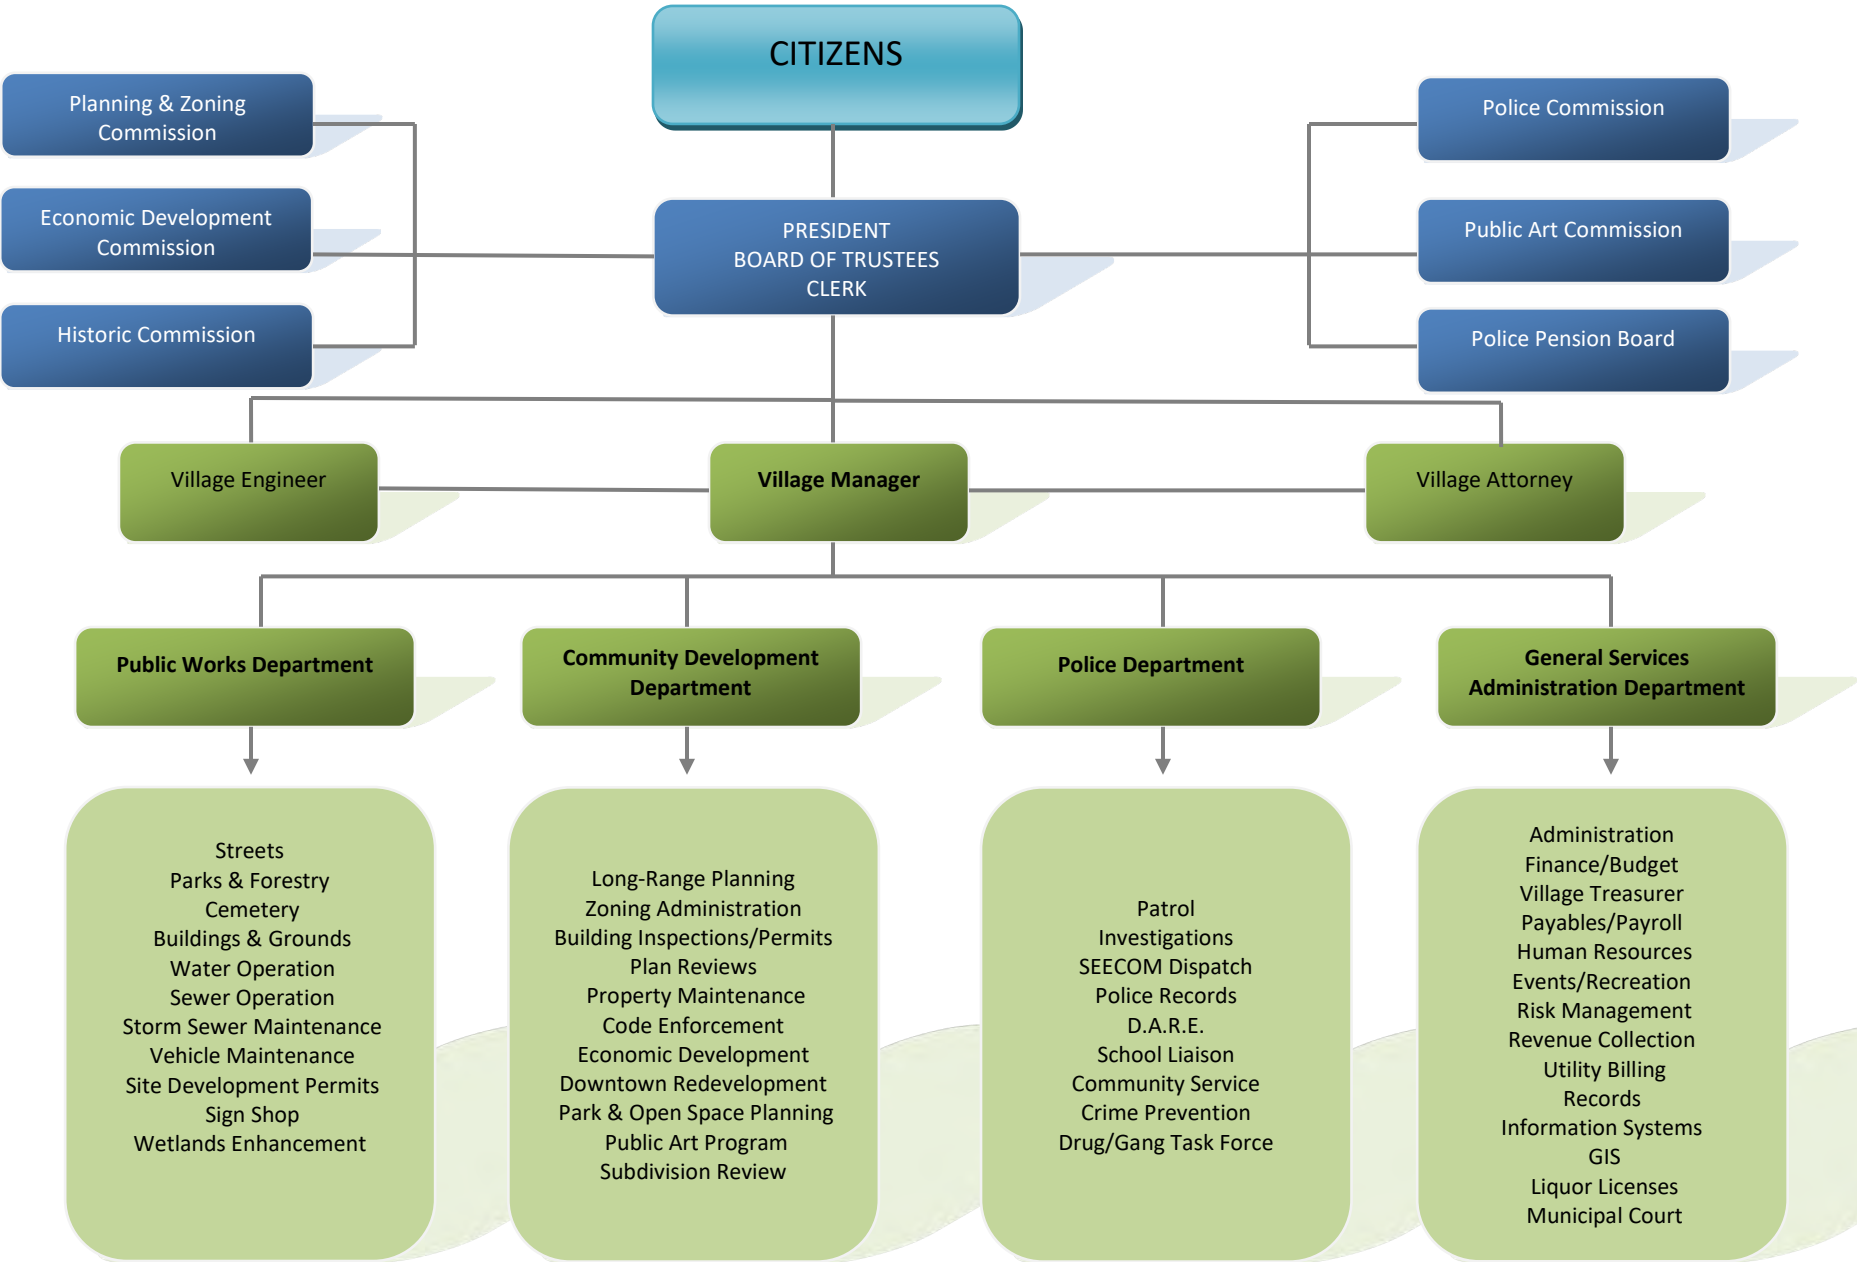 CITIZENS
Planning & Zoning
Commission
Police Commission
Economic Development
Commission
PRESIDENT
BOARD OF TRUSTEES
CLERK
Public Art Commission
Historic Commission
Police Pension Board
Village Engineer
Village Manager
Village Attorney
Public Works Department
Community Development
Department
Police Department
General Services
Administration Department
Streets
Parks & Forestry
Cemetery
Buildings & Grounds
Water Operation
Sewer Operation
Storm Sewer Maintenance
Vehicle Maintenance
Site Development Permits
Sign Shop
Wetlands Enhancement
Long-Range Planning
Zoning Administration
Building Inspections/Permits
Plan Reviews
Property Maintenance
Code Enforcement
Economic Development
Downtown Redevelopment
Park & Open Space Planning
Public Art Program
Subdivision Review
Patrol
Investigations
SEECOM Dispatch
Police Records
D.A.R.E.
School Liaison
Community Service
Crime Prevention
Drug/Gang Task Force
Administration
Finance/Budget
Village Treasurer
Payables/Payroll
Human Resources
Events/Recreation
Risk Management
Revenue Collection
Utility Billing
Records
Information Systems
GIS
Liquor Licenses
Municipal Court